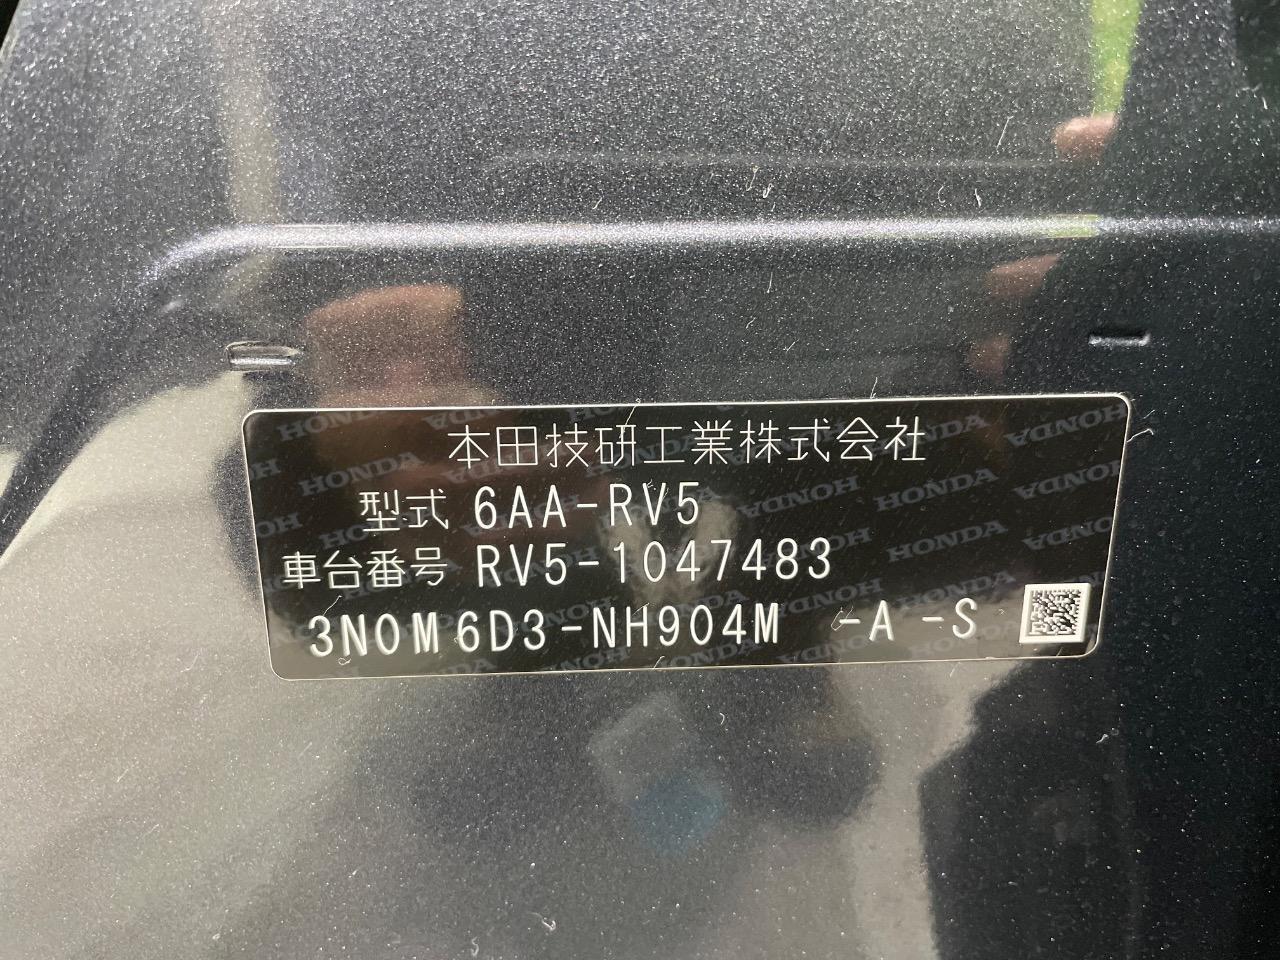 本田技研工業株式会社
型式 6AA-RV5
車台番号 RV5-1047483
3N0M6D3-NH904M -A -S